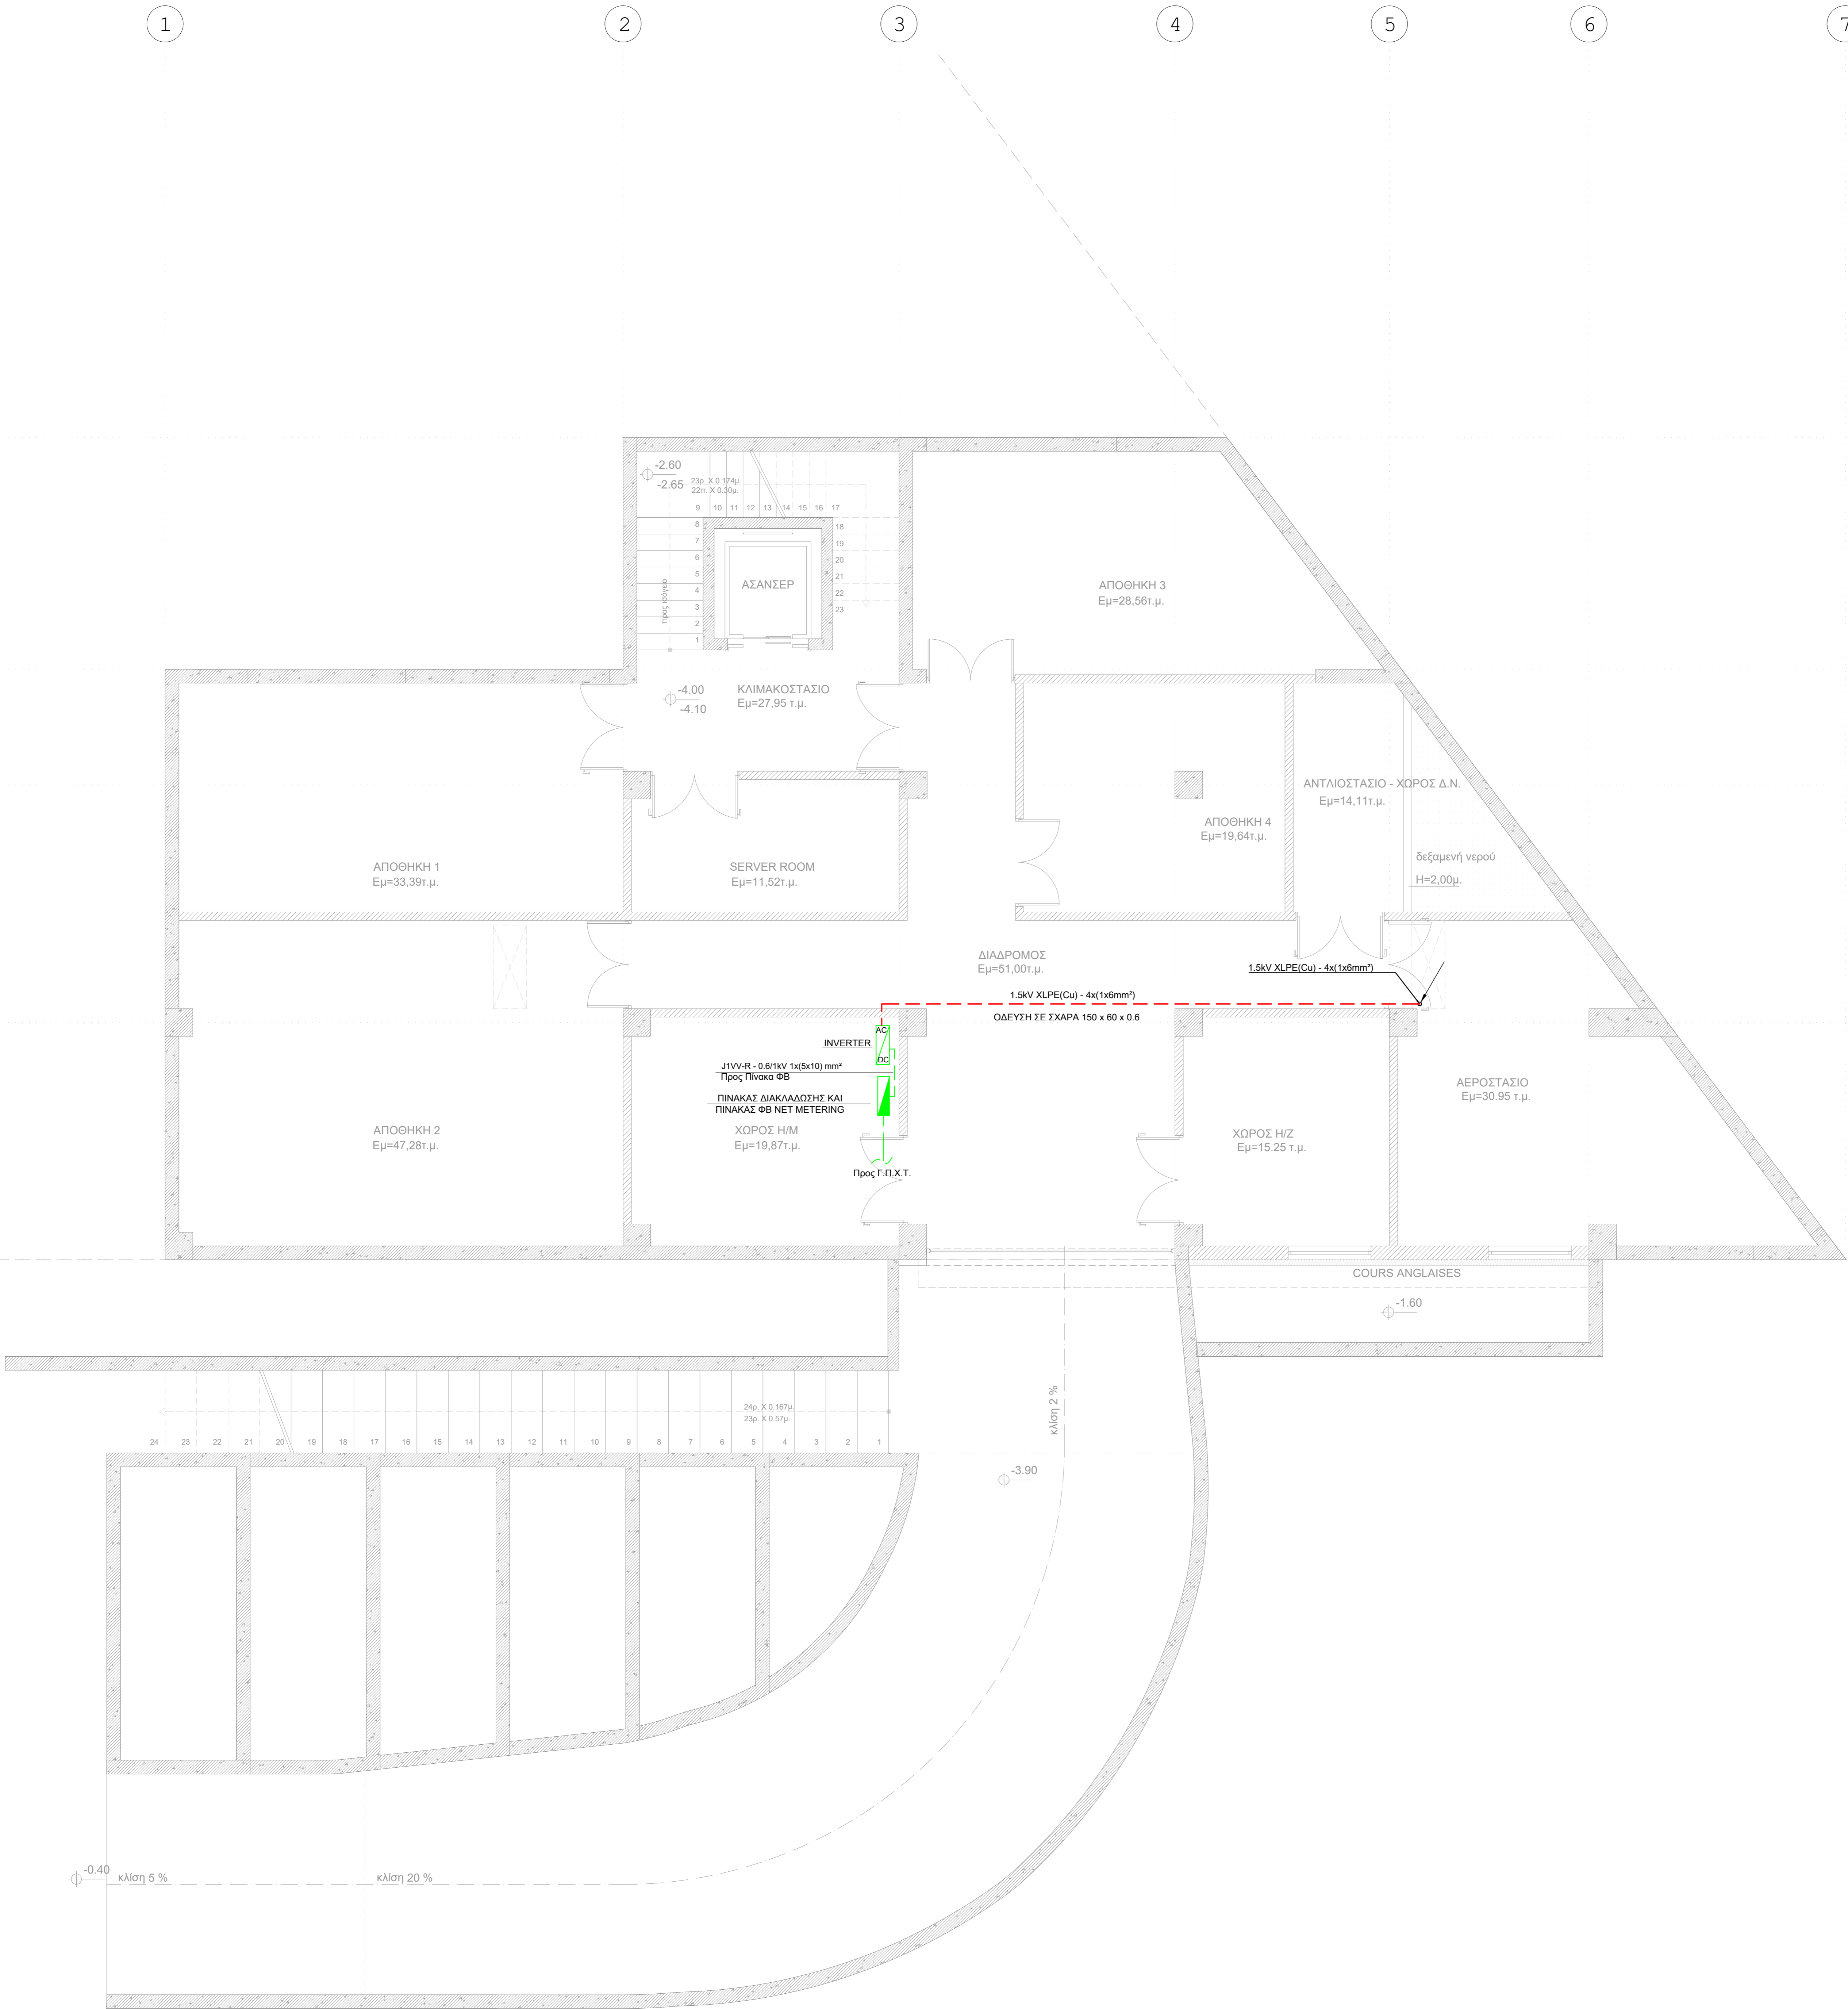 1
2
3
4
5
6
7
-2.60
-2.65
23ρ. Χ 0.174μ.
22π. Χ 0.30μ.
9
10
11
12
13
14
15
16
17
8
7
6
5
4
3
2
1
18
19
20
21
22
23
προς ισόγειο
ΑΣΑΝΣΕΡ
ΑΠΟΘΗΚΗ 3
Εμ=28,56τ.μ.
-4.00
-4.10
ΚΛΙΜΑΚΟΣΤΑΣΙΟ
Εμ=27,95 τ.μ.
ΑΝΤΛΙΟΣΤΑΣΙΟ - ΧΩΡΟΣ Δ.Ν.
Εμ=14,11τ.μ.
ΑΠΟΘΗΚΗ 4
Εμ=19,64τ.μ.
ΑΠΟΘΗΚΗ 1
Εμ=33,39τ.μ.
SERVER ROOM
Εμ=11,52τ.μ.
δεξαμενή νερού
Η=2,00μ.
ΔΙΑΔΡΟΜΟΣ
Εμ=51,00τ.μ.
1.5kV XLPE(Cu) - 4x(1x6mm²)
1.5kV XLPE(Cu) - 4x(1x6mm²)
ΟΔΕΥΣΗ ΣΕ ΣΧΑΡΑ 150 x 60 x 0.6
AC
INVERTER
DC
J1VV-R - 0.6/1kV 1x(5x10) mm²
Προς Πίνακα ΦΒ
ΠΙΝΑΚΑΣ ΔΙΑΚΛΑΔΩΣΗΣ ΚΑΙ
ΠΙΝΑΚΑΣ ΦΒ NET METERING
ΑΕΡΟΣΤΑΣΙΟ
Εμ=30.95 τ.μ.
ΑΠΟΘΗΚΗ 2
Εμ=47,28τ.μ.
ΧΩΡΟΣ Η/Μ
Εμ=19,87τ.μ.
ΧΩΡΟΣ Η/Ζ
Εμ=15.25 τ.μ.
Προς Γ.Π.Χ.Τ.
COURS ANGLAISES
-1.60
24ρ. Χ 0.167μ.
23ρ. Χ 0.57μ.
κλίση 2 %
24
23
22
21
20
19
18
17
16
15
14
13
12
11
10
9
8
7
6
5
4
3
2
1
-3.90
-0.40
κλίση 5 %
κλίση 20 %